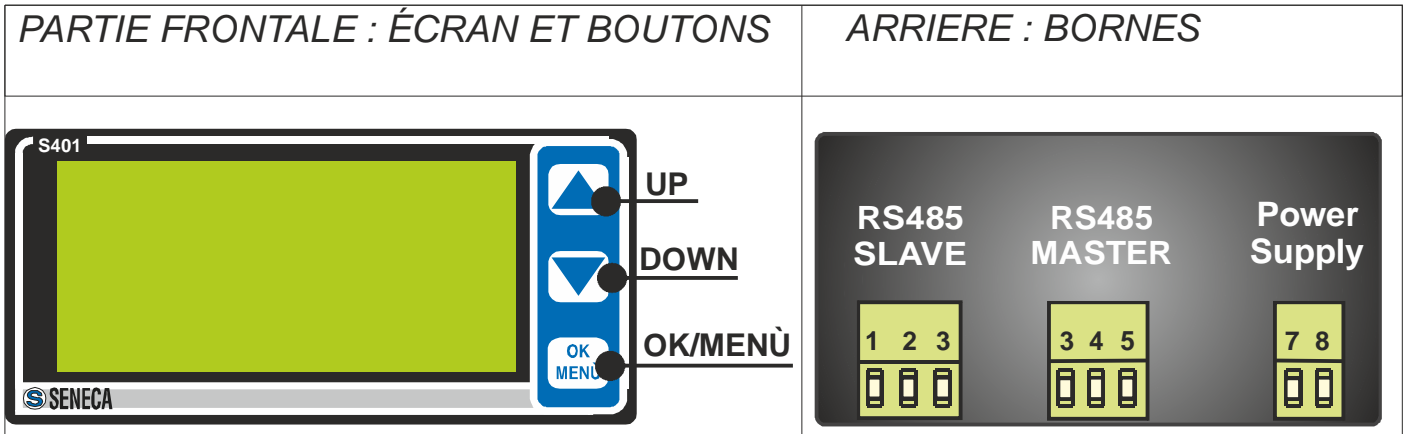 PARTIE FRONTALE : ÉCRAN ET BOUTONS
ARRIERE : BORNES
S401
UP
DOWN
OK
MENÙ
OK/MENÙ
S SENECA
RS485
SLAVE
RS485
MASTER
Power
Supply
1 2 3
3 4 5
7 8